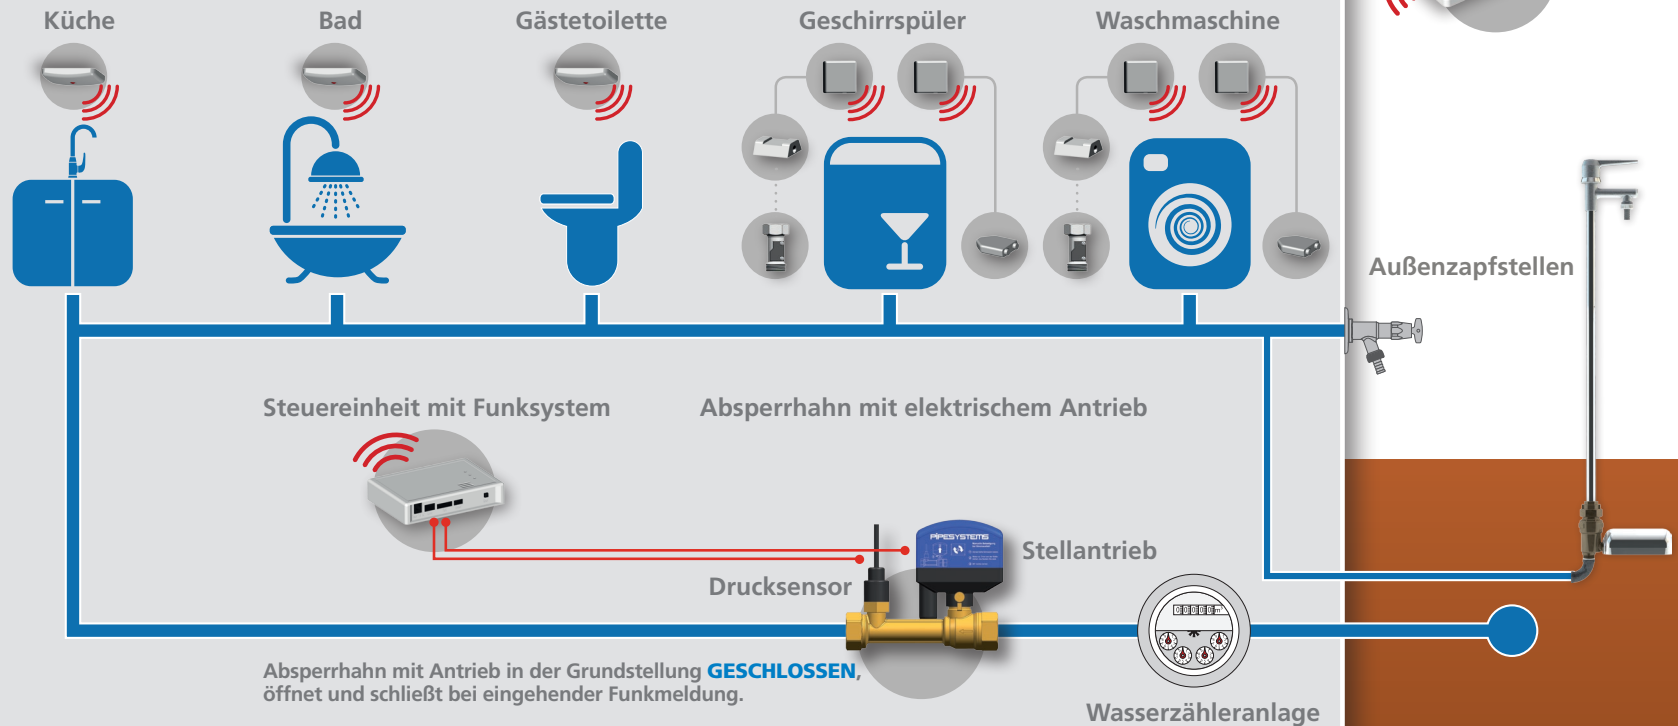 Küche
Bad
Gästetoilette
Geschirrspüler
Waschmaschine
Außenzapfstellen
Steuereinheit mit Funksystem
Absperrhahn mit elektrischem Antrieb
PIPESYSTEMS
Stellantrieb
Drucksensor
Absperrhahn mit Antrieb in der Grundstellung GESCHLOSSEN,
öffnet und schließt bei eingehender Funkmeldung.
Wasserzähleranlage